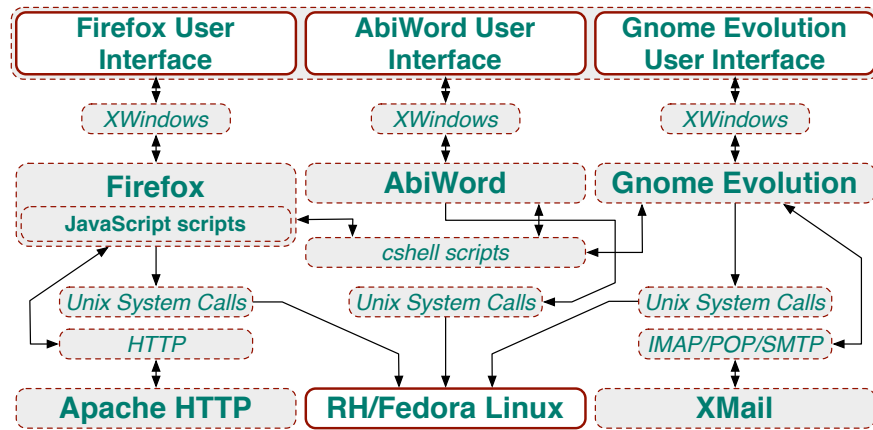 Firefox User
Interface
AbiWord User
Interface
Gnome Evolution
User Interface
XWindows
XWindows
XWindows
Firefox
JavaScript scripts
AbiWord
Gnome Evolution
cshell scripts
Unix System Calls
Unix System Calls
Unix System Calls
HTTP
IMAP/POP/SMTP
Apache HTTP
RH/Fedora Linux
XMail